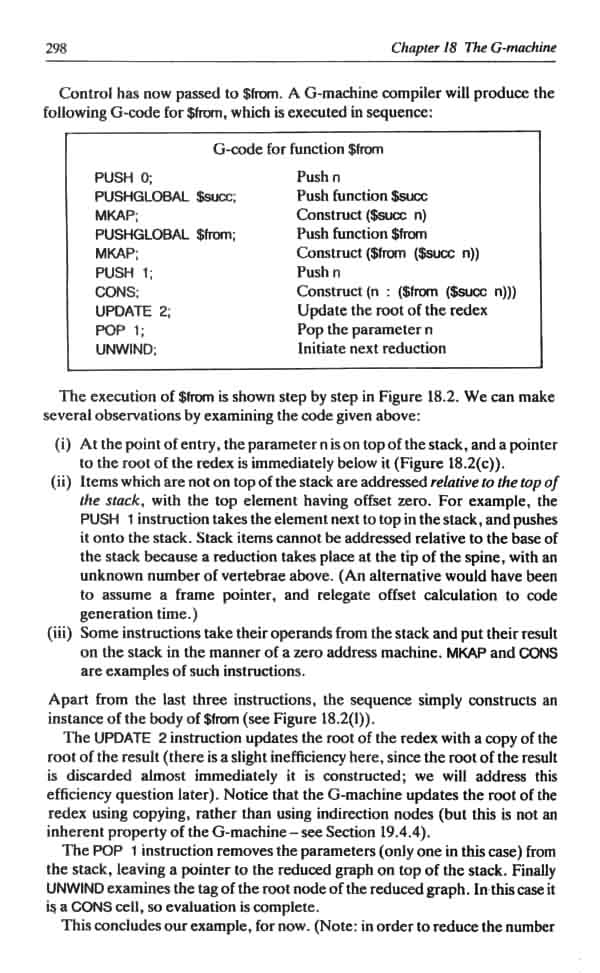 298
Chapter 18 The G-machine
Control has now passed to $from. A G-machine compiler will produce the
following G-code for $from, which is executed in sequence:
G-code for function $from
PUSH 0; Push n
PUSHGLOBAL $succ; Push function $succ
MKAP; Construct ($succ n)
PUSHGLOBAL $from; Push function $from
MKAP; Construct ($from ($succ n))
PUSH 1; Push n
CONS; Construct (n : ($from ($succ n)))
UPDATE 2; Update the root of the redex
POP 1; Pop the parameter n
UNWIND; Initiate next reduction
The execution of $from is shown step by step in Figure 18.2. We can make
several observations by examining the code given above:
(i) At the point of entry, the parameter n is on top of the stack, and a pointer
to the root of the redex is immediately below it (Figure 18.2(c)).
(ii) Items which are not on top of the stack are addressed relative to the top of
the stack, with the top element having offset zero. For example, the
PUSH 1 instruction takes the element next to top in the stack, and pushes
it onto the stack. Stack items cannot be addressed relative to the base of
the stack because a reduction takes place at the tip of the spine, with an
unknown number of vertebrae above. (An alternative would have been
to assume a frame pointer, and relegate offset calculation to code
generation time.)
(iii) Some instructions take their operands from the stack and put their result
on the stack in the manner of a zero address machine. MKAP and CONS
are examples of such instructions.
Apart from the last three instructions, the sequence simply constructs an
instance of the body of $from (see Figure 18.2(l)).
The UPDATE 2 instruction updates the root of the redex with a copy of the
root of the result (there is a slight inefficiency here, since the root of the result
is discarded almost immediately it is constructed; we will address this
efficiency question later). Notice that the G-machine updates the root of the
redex using copying, rather than using indirection nodes (but this is not an
inherent property of the G-machine – see Section 19.4.4).
The POP 1 instruction removes the parameters (only one in this case) from
the stack, leaving a pointer to the reduced graph on top of the stack. Finally
UNWIND examines the tag of the root node of the reduced graph. In this case it
is a CONS cell, so evaluation is complete.
This concludes our example, for now. (Note: in order to reduce the number